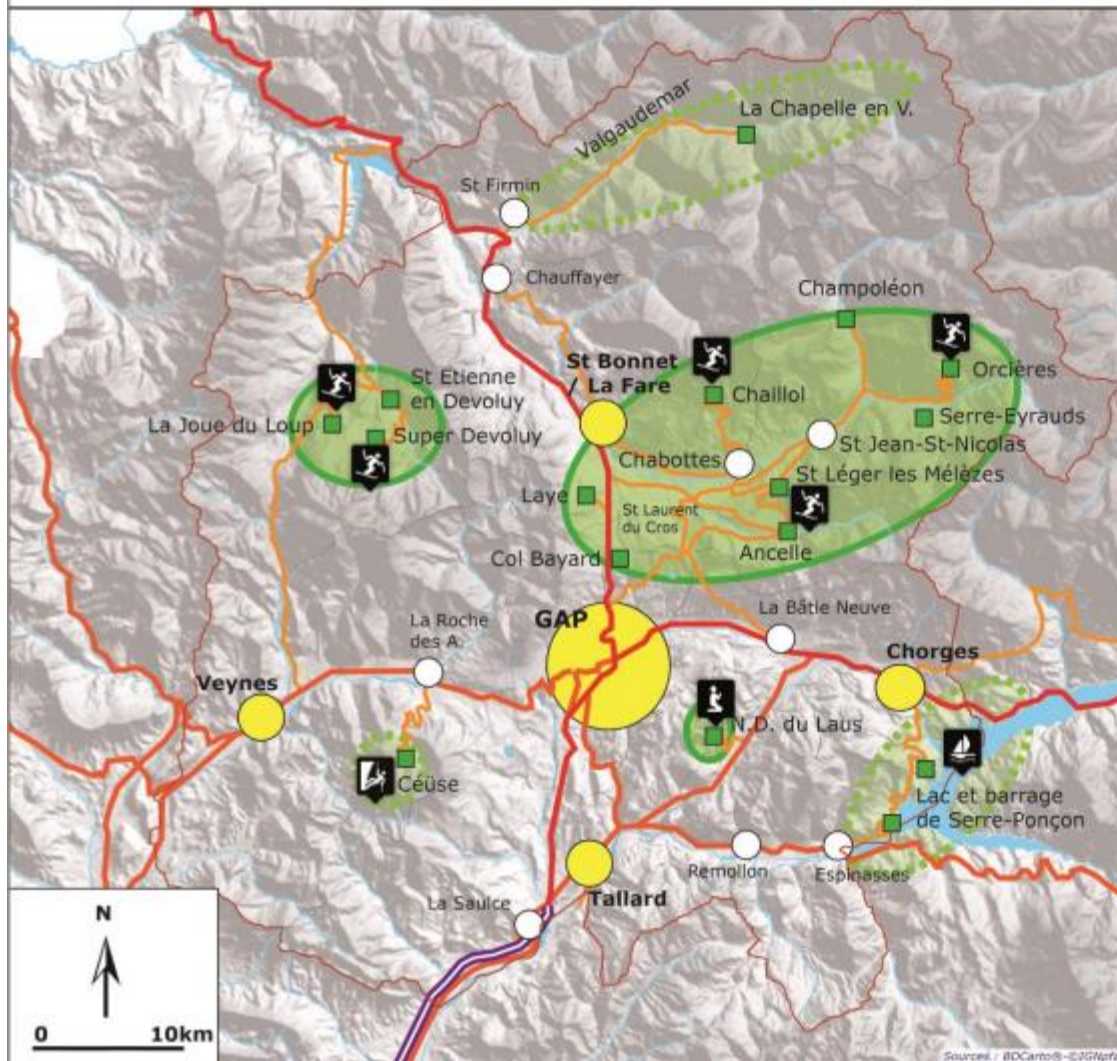 La Chapelle en V.
Valgaudemar
St Firmin
Chauffayer
Champoléon
St Bonnet
/ La Fare
Orcières
St Etienne
en Devoluy
Chaillol
La Joue du Loup
Serre-Eyrauds
Super Devoluy
St Jean-St-Nicolas
Chabottes
St Léger les Mélèzes
Laye
St Laurent
du Cros
Ancelle
Col Bayard
La Bâtie Neuve
GAP
La Roche
des A.
Chorges
Veynes
N.D. du Laus
Céüse
Lac et barrage
de Serre-Ponçon
Remollon
Espinasses
Tallard
La Saulce
N
0 10km
Sources : BDCarto®-©IGN